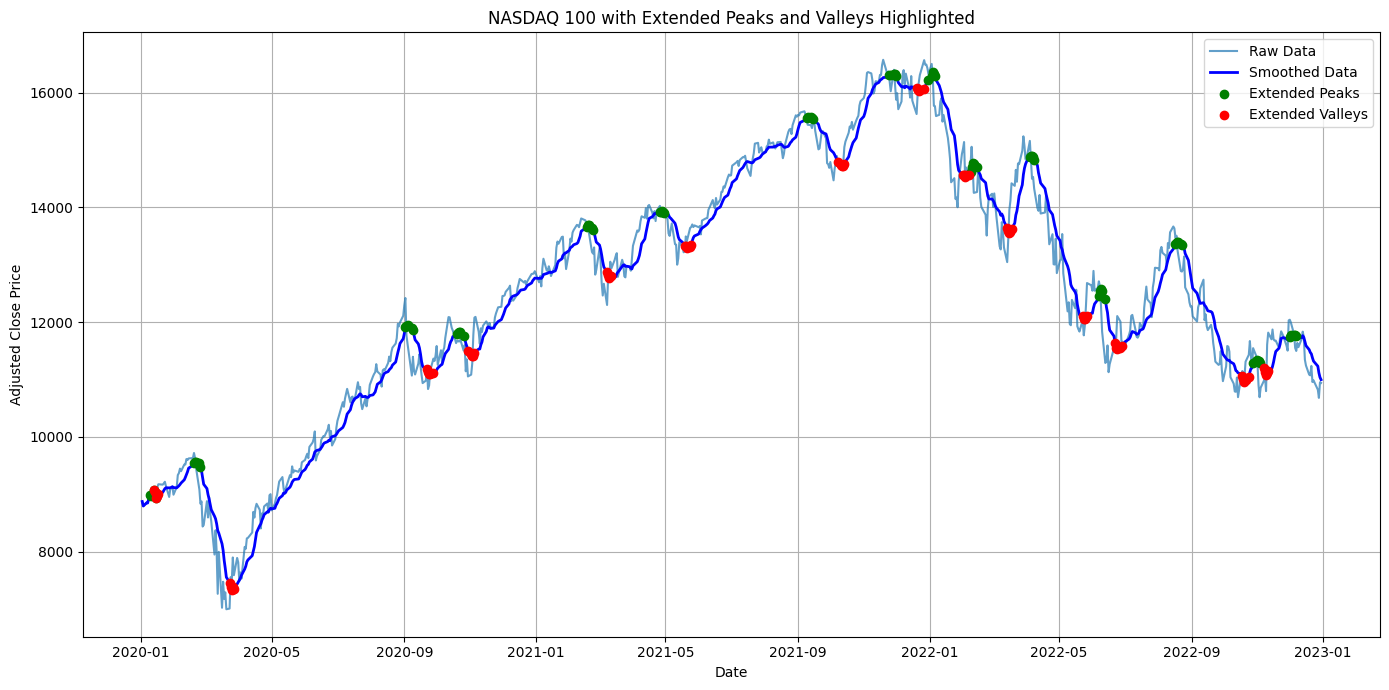 NASDAQ 100 with Extended Peaks and Valleys Highlighted
Raw Data
Smoothed Data
Extended Peaks
Extended Valleys
Adjusted Close Price
16000
14000
12000
10000
8000
2020-01
2020-05
2020-09
2021-01
2021-05
2021-09
2022-01
2022-05
2022-09
2023-01
Date